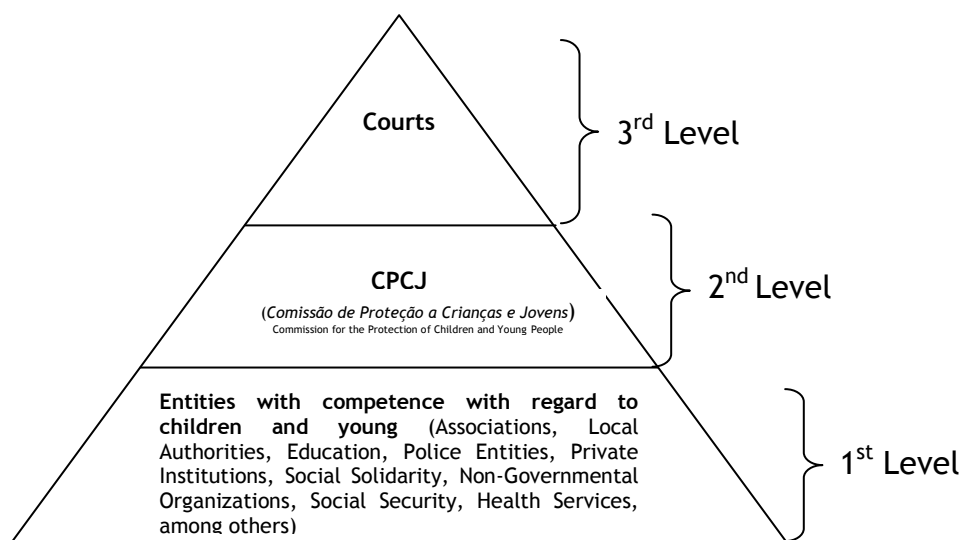 Courts
3rd Level
CPCJ
(Comissão de Proteção a Crianças e Jovens)
Commission for the Protection of Children and Young People
2nd Level
Entities with competence with regard to
children and young (Associations, Local
Authorities, Education, Police Entities, Private
Institutions, Social Solidarity, Non-Governmental
Organizations, Social Security, Health Services,
among others)
1st Level